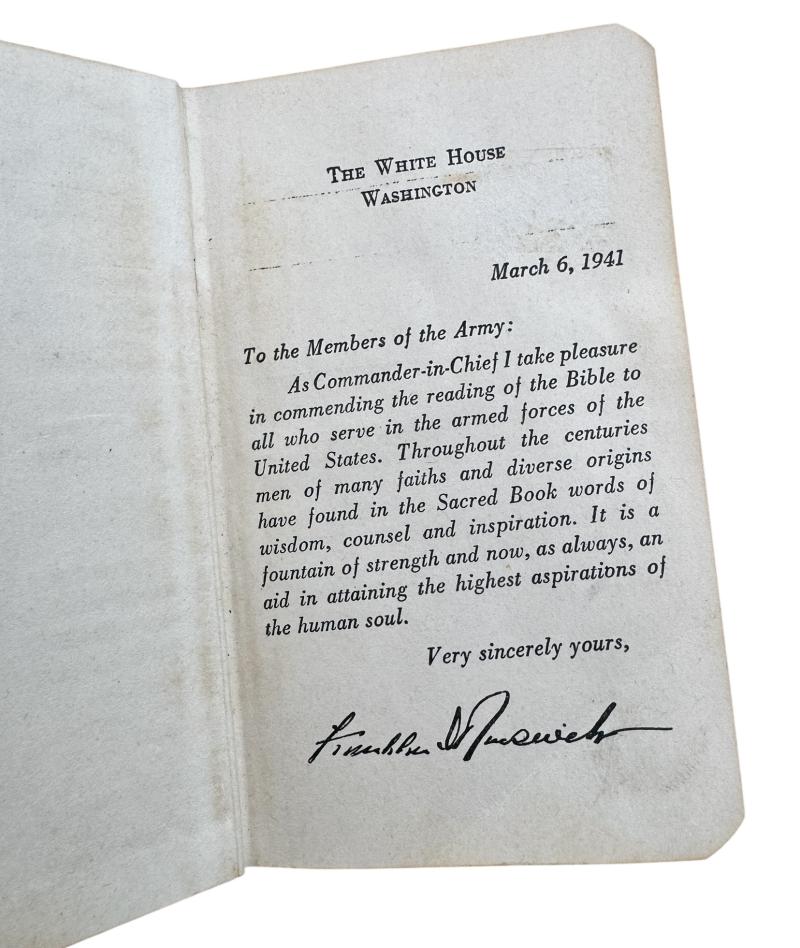 The White House
Washington
March 6, 1941
To the Members of the Army:
As Commander-in-Chief I take pleasure
in commending the reading of the Bible to
all who serve in the armed forces of the
United States. Throughout the centuries
men of many faiths and diverse origins
have found in the Sacred Book words of
wisdom, counsel and inspiration. It is a
fountain of strength and now, as always, an
aid in attaining the highest aspirations of
the human soul.
Very sincerely yours,
Franklin D Roosevelt